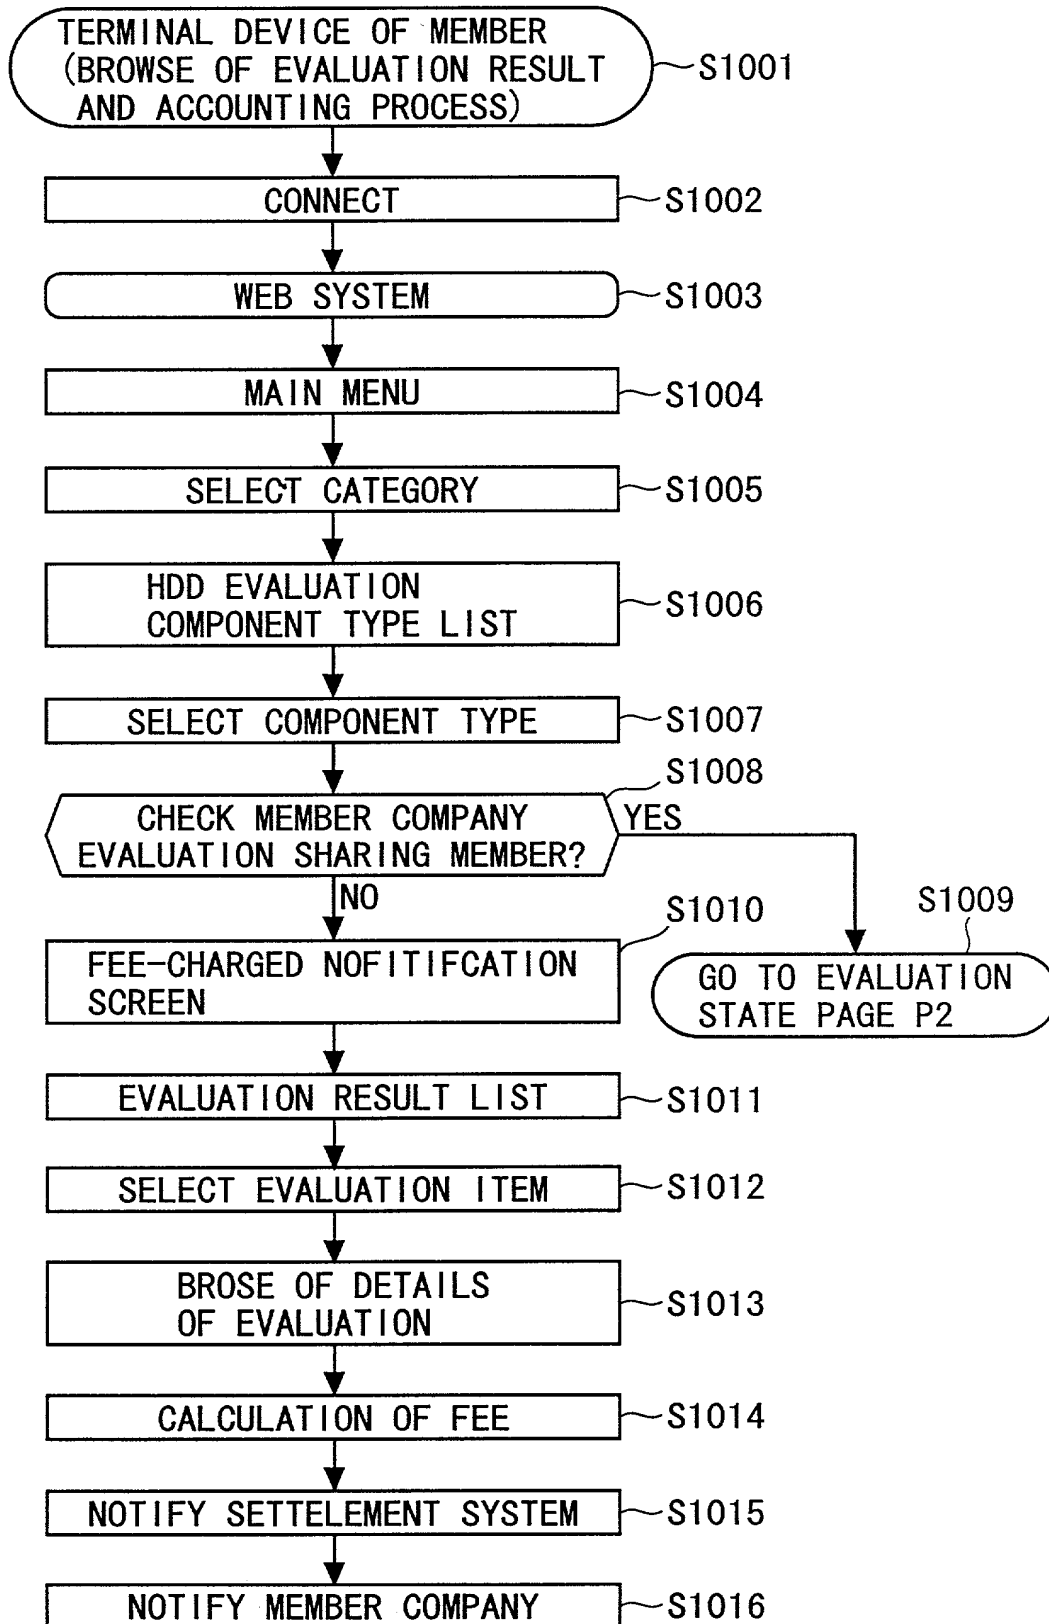 TERMINAL DEVICE OF MEMBER
(BROWSE OF EVALUATION RESULT
AND ACCOUNTING PROCESS)
S1001
CONNECT
S1002
WEB SYSTEM
S1003
MAIN MENU
S1004
SELECT CATEGORY
S1005
HDD EVALUATION
COMPONENT TYPE LIST
S1006
SELECT COMPONENT TYPE
S1007
S1008
CHECK MEMBER COMPANY
EVALUATION SHARING MEMBER?
YES
NO
S1009
GO TO EVALUATION
STATE PAGE P2
S1010
FEE-CHARGED NOFITIFCATION
SCREEN
EVALUATION RESULT LIST
S1011
SELECT EVALUATION ITEM
S1012
BROSE OF DETAILS
OF EVALUATION
S1013
CALCULATION OF FEE
S1014
NOTIFY SETTELEMENT SYSTEM
S1015
NOTIFY MEMBER COMPANY
S1016